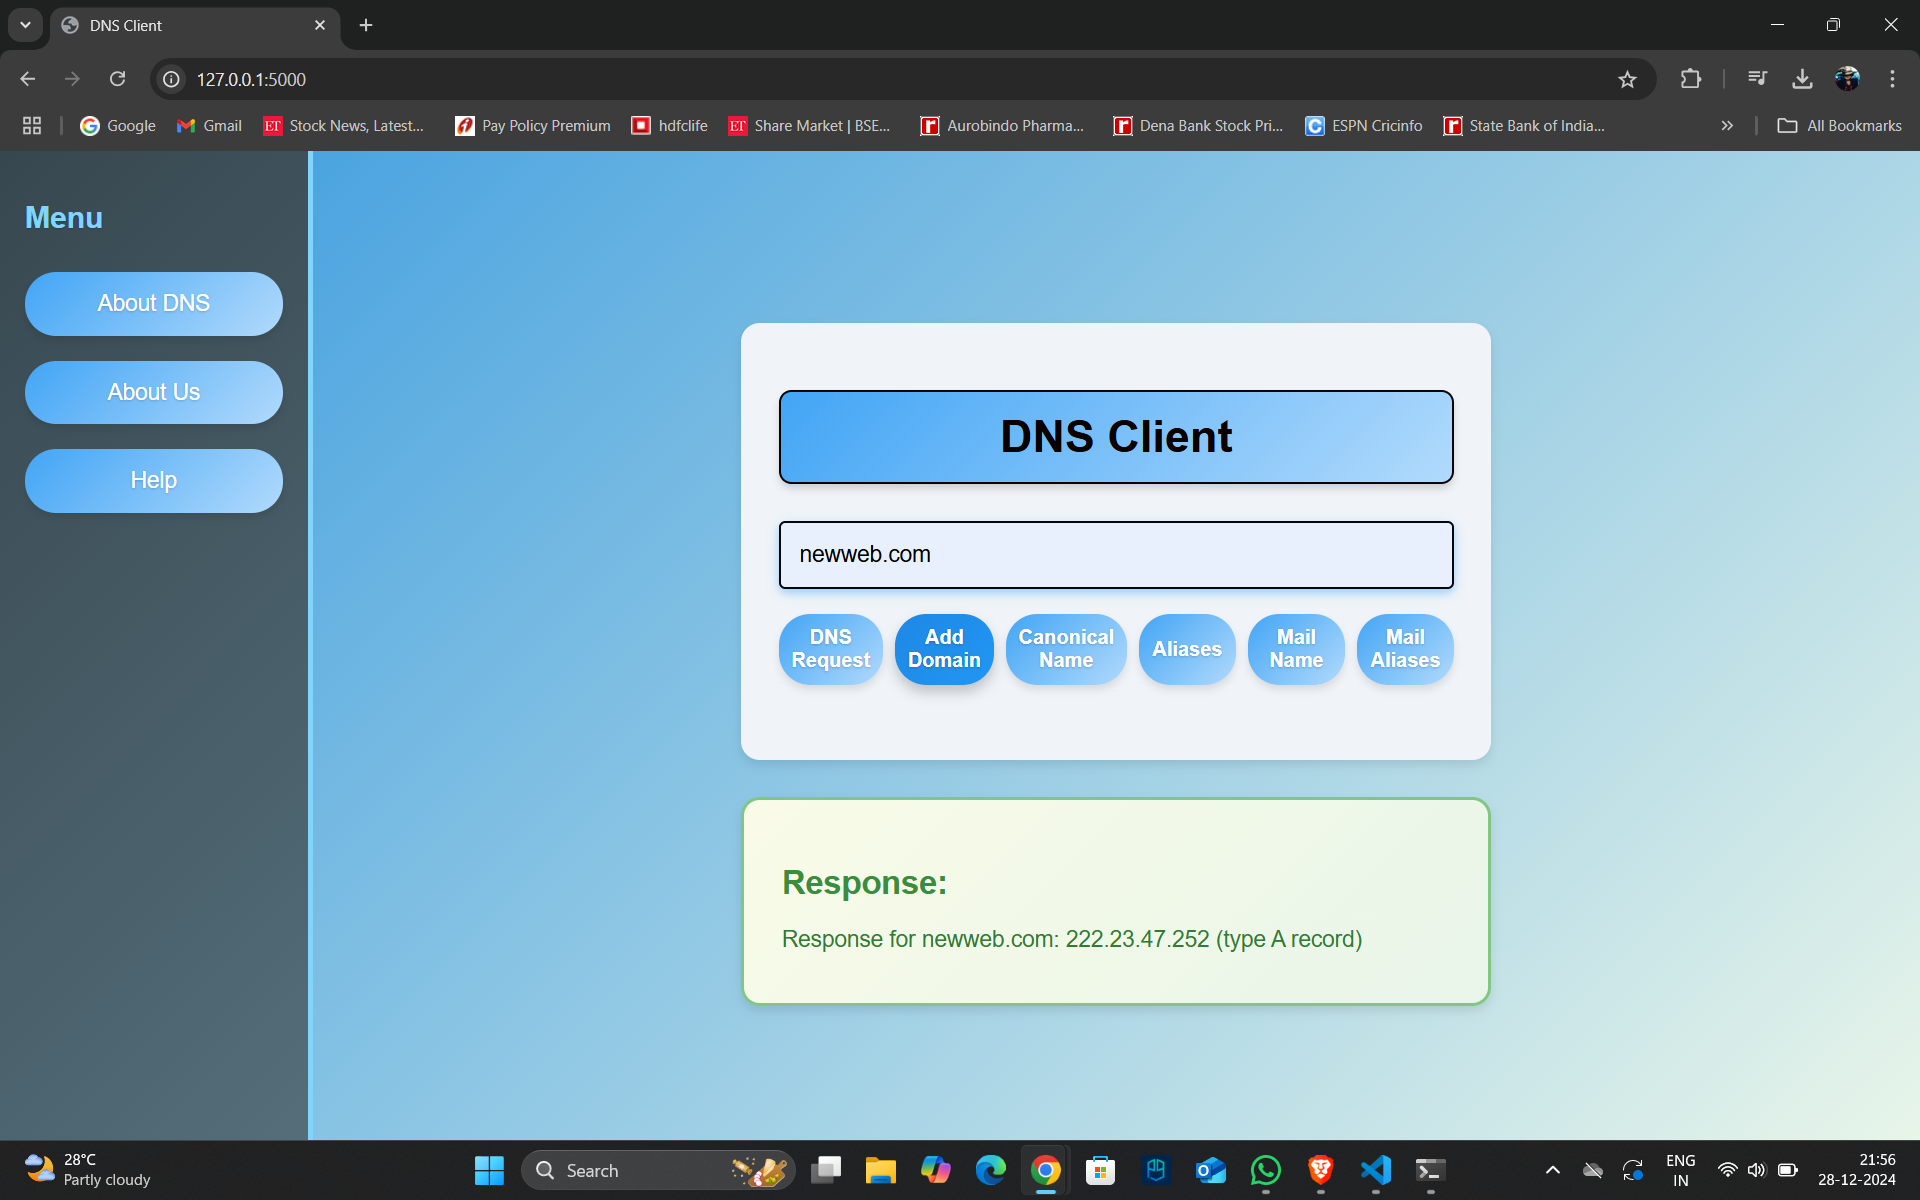 DNS Client
127.0.0.1:5000
Google Gmail ET Stock News, Latest... Pay Policy Premium hdfclife ET Share Market | BSE... r Aurobindo Pharma... r Dena Bank Stock Pri... C ESPN Cricinfo r State Bank of India... All Bookmarks
Menu
About DNS
About Us
Help
DNS Client
newweb.com
DNS Request
Add Domain
Canonical Name
Aliases
Mail Name
Mail Aliases
Response:
Response for newweb.com: 222.23.47.252 (type A record)
28°C
Partly cloudy
Search
ENG
IN
21:56
28-12-2024